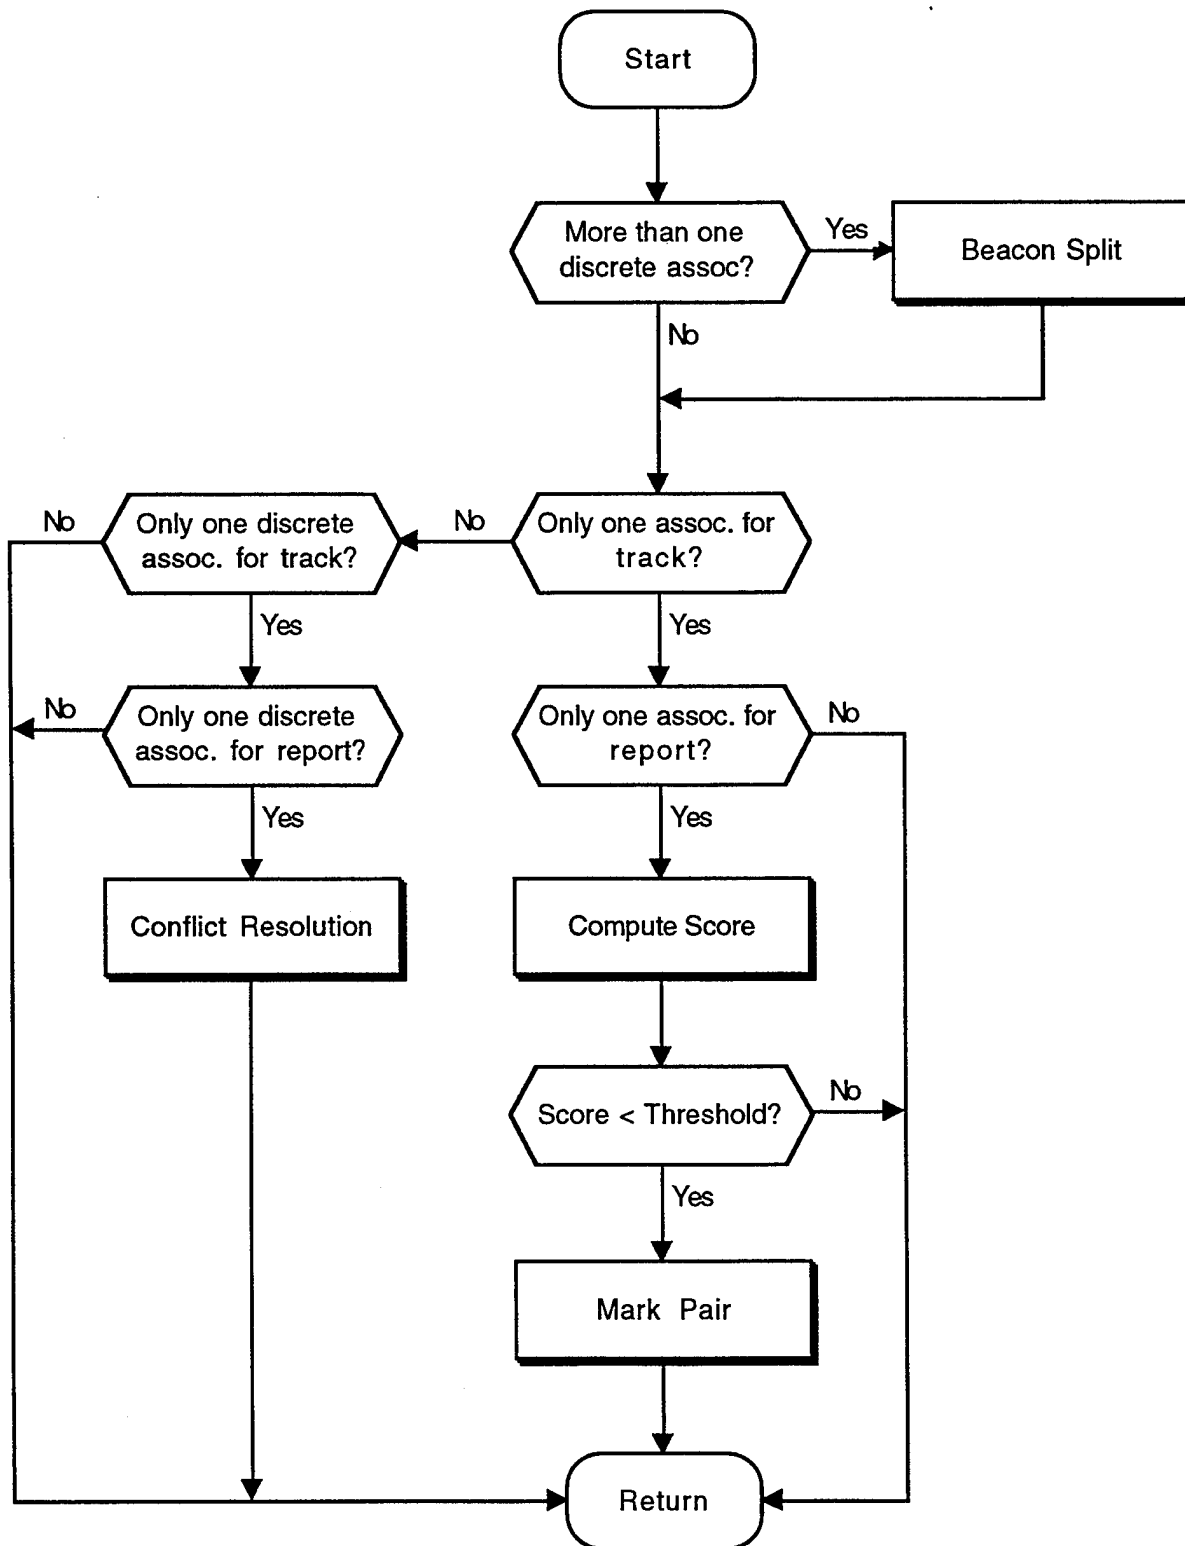 Start
More than one
discrete assoc?
Yes
Beacon Split
No
No
Only one discrete
assoc. for track?
No
Only one assoc. for
track?
Yes
Yes
No
Only one discrete
assoc. for report?
Only one assoc. for
report?
No
Yes
Yes
Conflict Resolution
Compute Score
Score < Threshold?
No
Yes
Mark Pair
Return